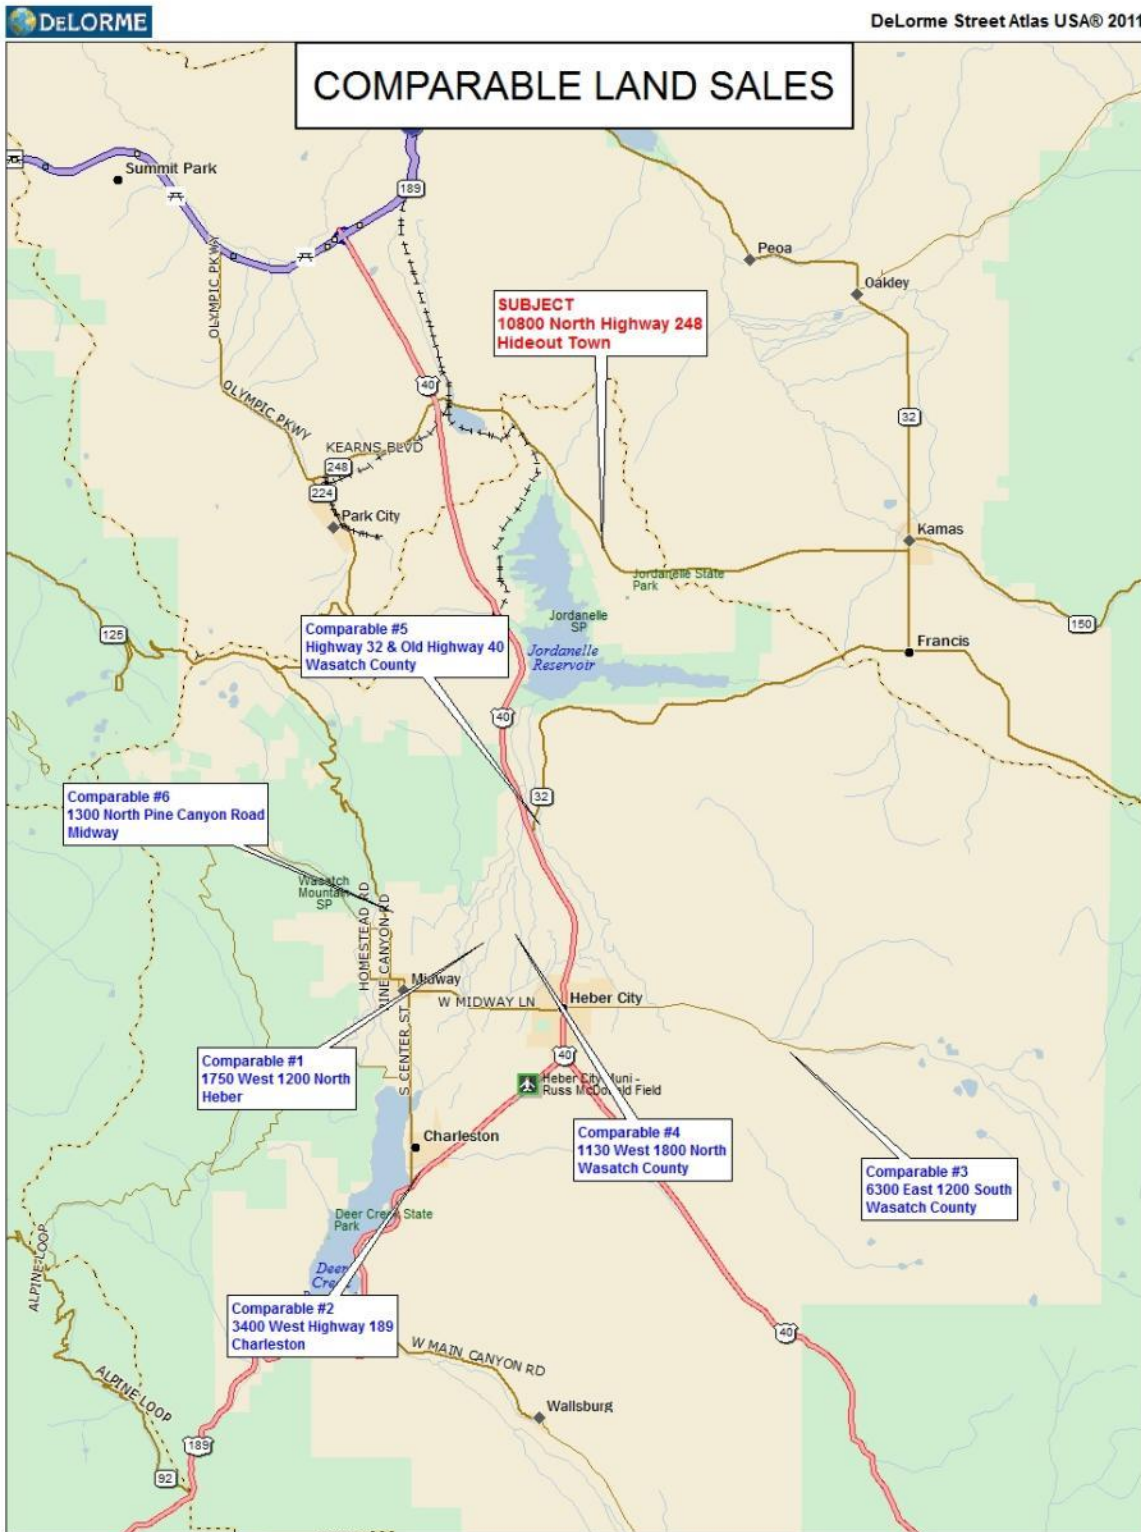 DELORME
DeLorme Street Atlas USA® 2011
COMPARABLE LAND SALES
Summit Park
189
Peoa
Oakley
OLYMPIC PKWY
SUBJECT
10800 North Highway 248
Hideout Town
40
32
OLYMPIC PKWY
KEARNS BLVD
248
224
Park City
Kamas
Jordanelle State
Park
Jordanelle
SP
150
125
Comparable #5
Highway 32 & Old Highway 40
Wasatch County
Francis
Jordanelle
Reservoir
40
32
Comparable #6
1300 North Pine Canyon Road
Midway
Wasatch
Mountain
SP
HOMESTEAD RD
CANYON RD
Midway
W MIDWAY LN
Heber City
S CENTER ST
Comparable #1
1750 West 1200 North
Heber
40
Heber City
Russ Field
Charleston
Comparable #4
1130 West 1800 North
Wasatch County
Comparable #3
6300 East 1200 South
Wasatch County
Deer Creek State
Park
ALPINE LOOP
Deer
Creek
Comparable #2
3400 West Highway 189
Charleston
40
W MAIN CANYON RD
ALPINE LOOP
Wallsburg
189
92